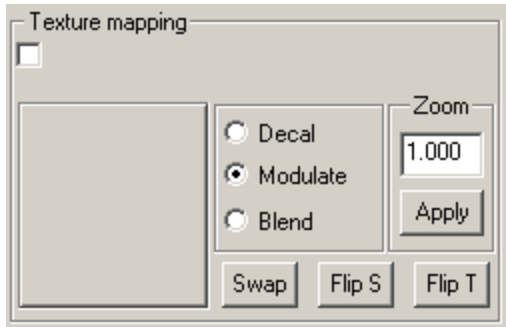 Texture mapping
Zoom
Decal
1.000
Modulate
Apply
Blend
Swap
Flip S
Flip T